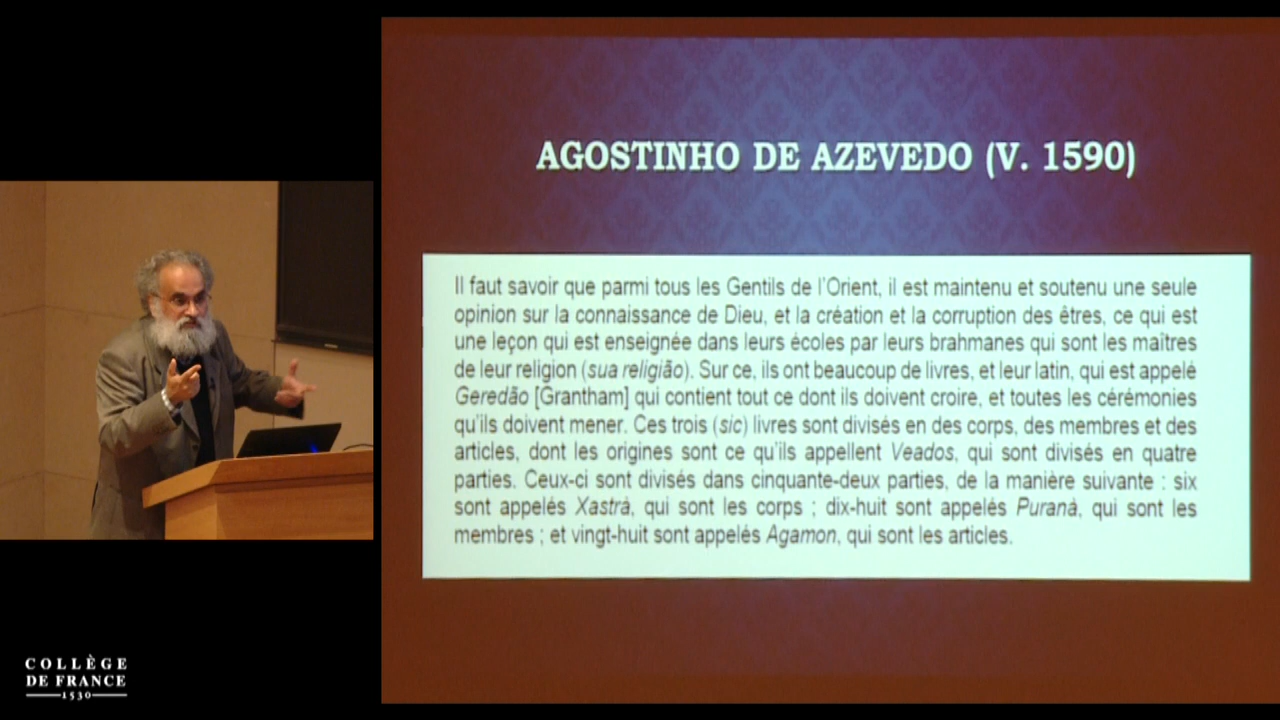 AGOSTINHO DE AZEVEDO (V. 1590)
Il faut savoir que parmi tous les Gentils de l'Orient, il est maintenu et soutenu une seule
opinion sur la connaissance de Dieu, et la création et la corruption des êtres, ce qui est
une leçon qui est enseignée dans leurs écoles par leurs brahmanes qui sont les maîtres
de leur religion (sua religião). Sur ce, ils ont beaucoup de livres, et leur latin, qui est appelé
Geredão [Grantham] qui contient tout ce dont ils doivent croire, et toutes les cérémonies
qu'ils doivent mener. Ces trois (sic) livres sont divisés en des corps, des membres et des
articles, dont les origines sont ce qu'ils appellent Veados, qui sont divisés en quatre
parties. Ceux-ci sont divisés dans cinquante-deux parties, de la manière suivante : six
sont appelés Xastrà, qui sont les corps ; dix-huit sont appelés Puranà, qui sont les
membres ; et vingt-huit sont appelés Agamon, qui sont les articles.
COLLÈGE
DE FRANCE
1530